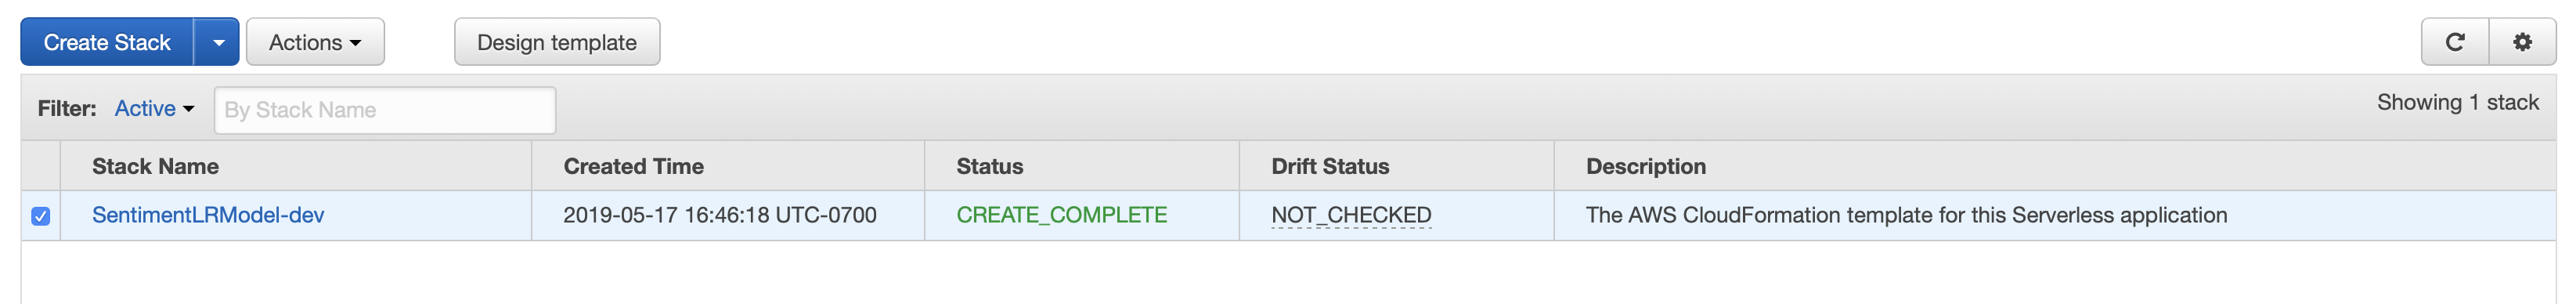 Create Stack Actions Design template
Filter: Active By Stack Name Showing 1 stack
Stack Name Created Time Status Drift Status Description
SentimentLRModel-dev 2019-05-17 16:46:18 UTC-0700 CREATE_COMPLETE NOT_CHECKED The AWS CloudFormation template for this Serverless application